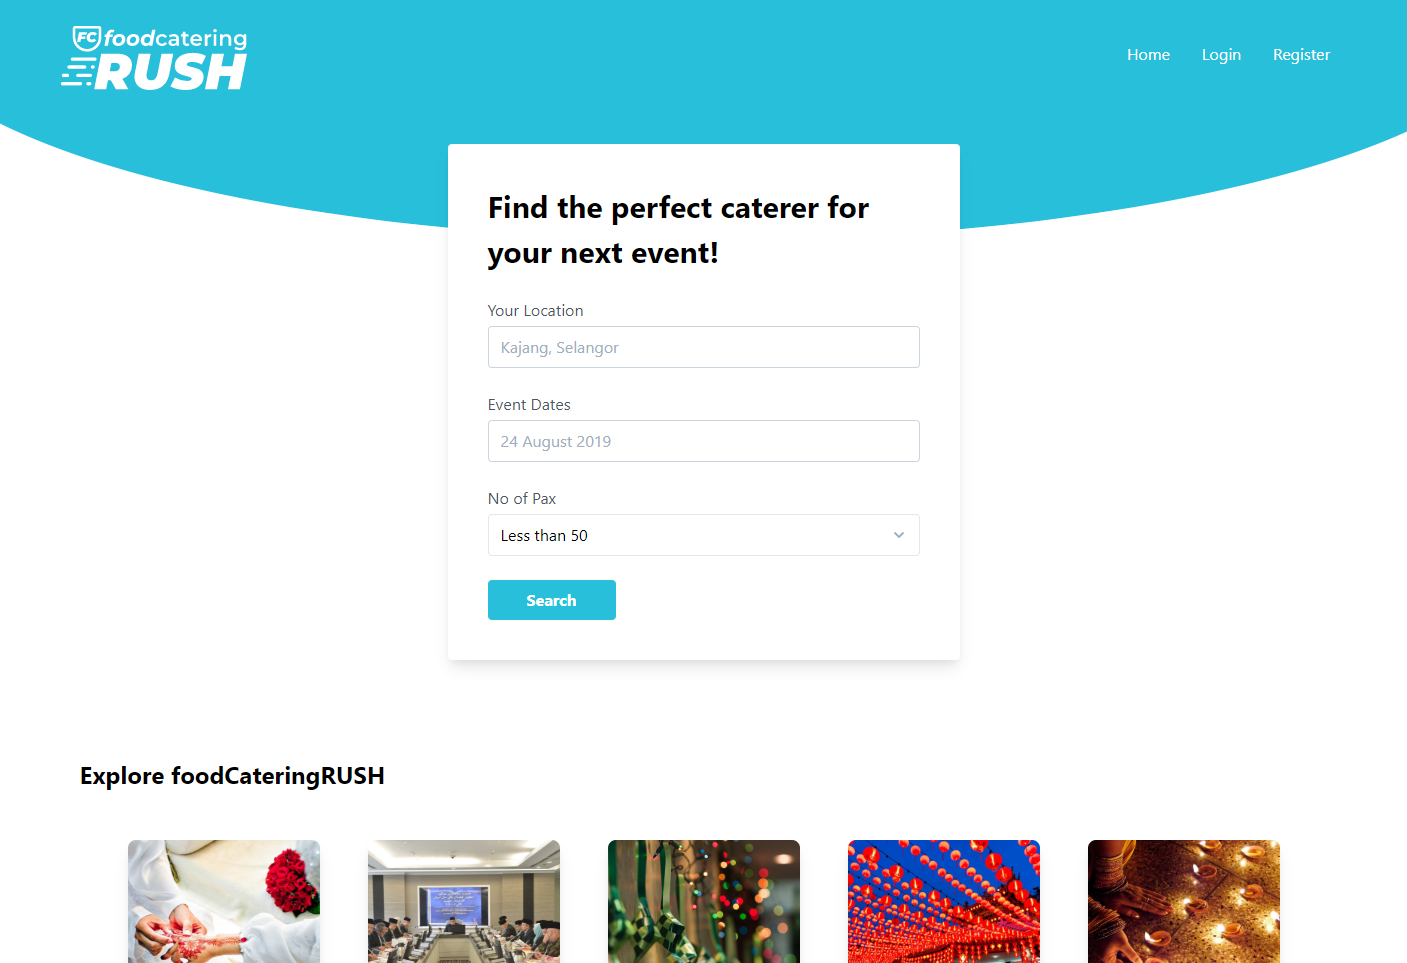 FC foodcatering
RUSH
Home Login Register
Find the perfect caterer for
your next event!
Your Location
Kajang, Selangor
Event Dates
24 August 2019
No of Pax
Less than 50
Search
Explore foodCateringRUSH